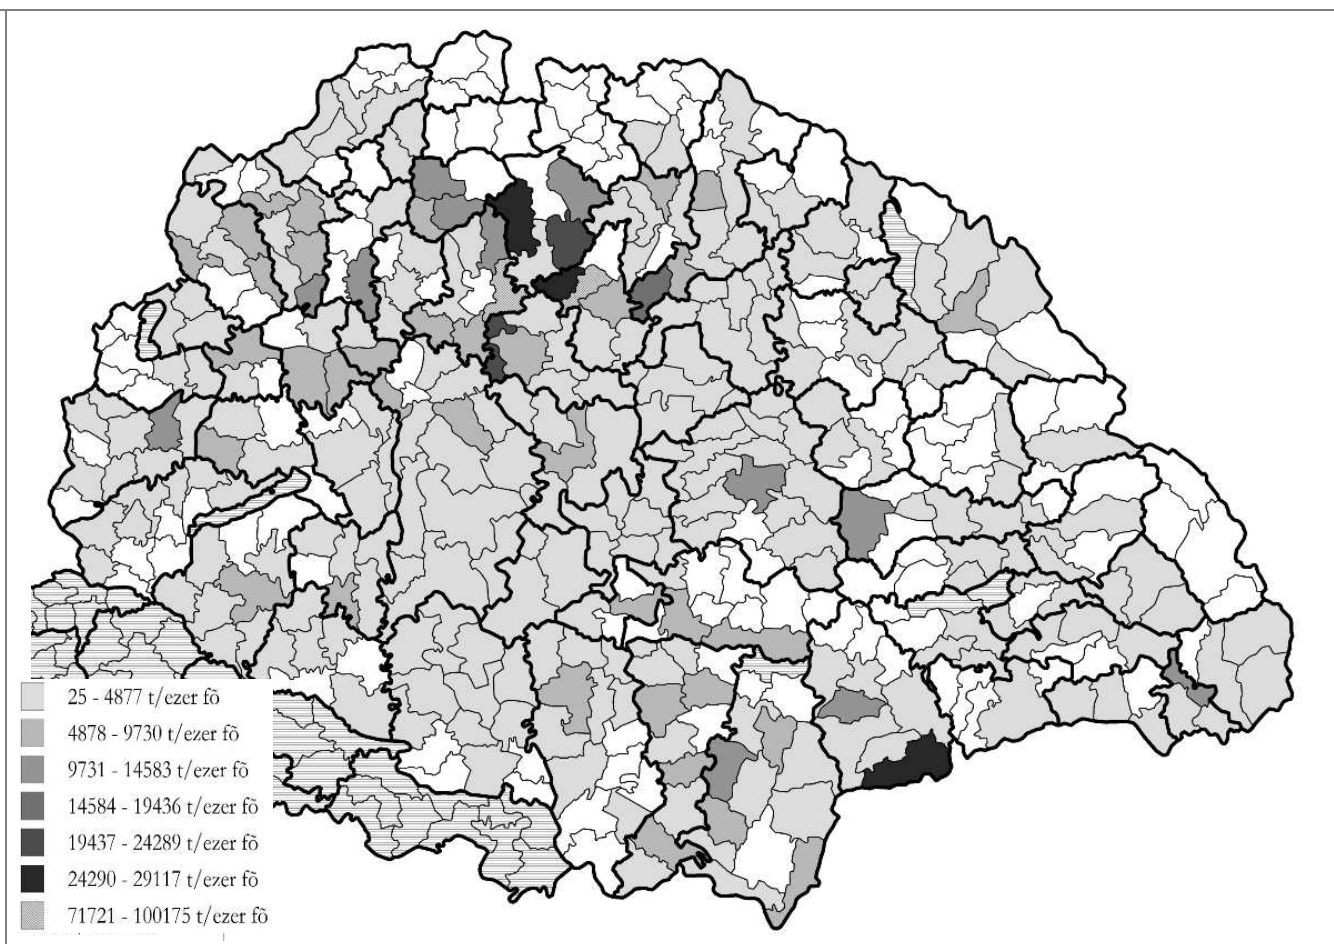 25 - 4877 t/ezer fõ
4878 - 9730 t/ezer fõ
9731 - 14583 t/ezer fõ
14584 - 19436 t/ezer fõ
19437 - 24289 t/ezer fõ
24290 - 29117 t/ezer fõ
71721 - 100175 t/ezer fõ